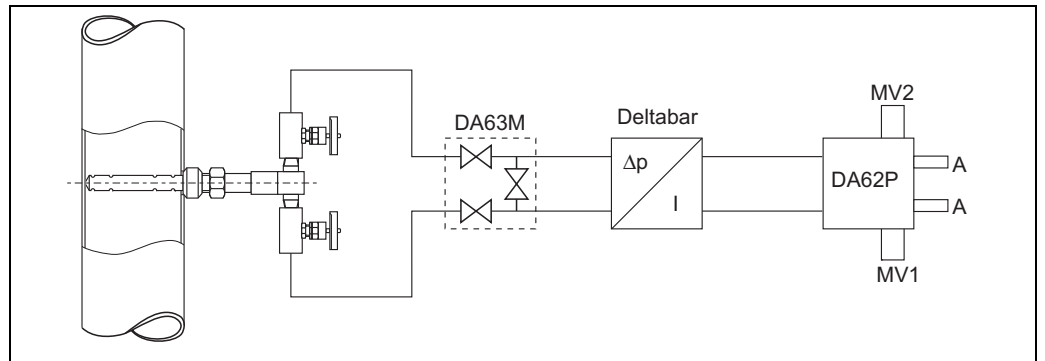 MV2
Deltabar
DA63M
Δp
I
DA62P
A
A
MV1